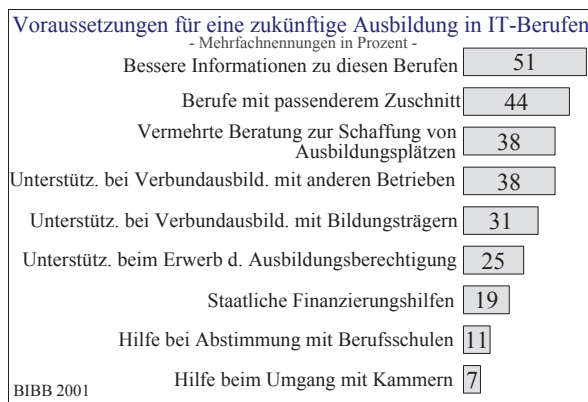 Voraussetzungen für eine zukünftige Ausbildung in IT-Berufen
- Mehrfachnennungen in Prozent -
Bessere Informationen zu diesen Berufen 51
Berufe mit passenderem Zuschnitt 44
Vermehrte Beratung zur Schaffung von
Ausbildungsplätzen 38
Unterstütz. bei Verbundausbild. mit anderen Betrieben 38
Unterstütz. bei Verbundausbild. mit Bildungsträgern 31
Unterstütz. beim Erwerb d. Ausbildungsberechtigung 25
Staatliche Finanzierungshilfen 19
Hilfe bei Abstimmung mit Berufsschulen 11
Hilfe beim Umgang mit Kammern 7
BIBB 2001